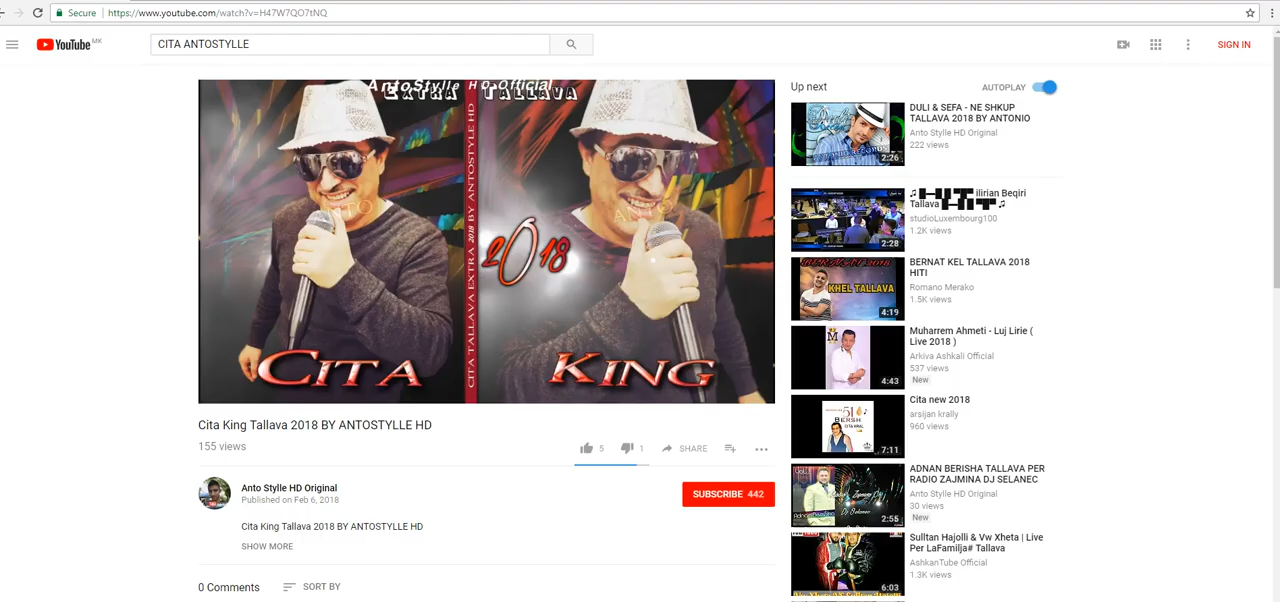 Secure
https://www.youtube.com/watch?v=H47W7QO7tNQ
YouTube MK
CITA ANTOSTYLLE
SIGN IN
AntoStylle HD Official
EXTRA TALLAVA
CITA TALLAVA EXTRA 2018 BY ANTOSTYLE HD
ANTO
2018
CITA
KING
Cita King Tallava 2018 BY ANTOSTYLLE HD
155 views
5
1
SHARE
Anto Stylle HD Original
Published on Feb 6, 2018
SUBSCRIBE 442
Cita King Tallava 2018 BY ANTOSTYLLE HD
SHOW MORE
0 Comments
SORT BY
Up next
AUTOPLAY
2:26
DULI & SEFA - NE SHKUP
TALLAVA 2018 BY ANTONIO
Anto Stylle HD Original
222 views
2:28
ilirian Beqiri
Tallava
studioLuxembourg100
1.2K views
KHEL TALLAVA
4:19
BERNAT KEL TALLAVA 2018
HITI
Romano Merako
1.5K views
M
4:43
Muharrem Ahmeti - Luj Lirie (
Live 2018 )
Arkiva Ashkali Official
537 views
New
7:11
Cita new 2018
arsijan krally
960 views
2:55
ADNAN BERISHA TALLAVA PER
RADIO ZAJMINA DJ SELANEC
Anto Stylle HD Original
30 views
New
6:03
Sulltan Hajolli & Vw Xheta | Live
Per LaFamilja# Tallava
AshkanTube Official
1.3K views